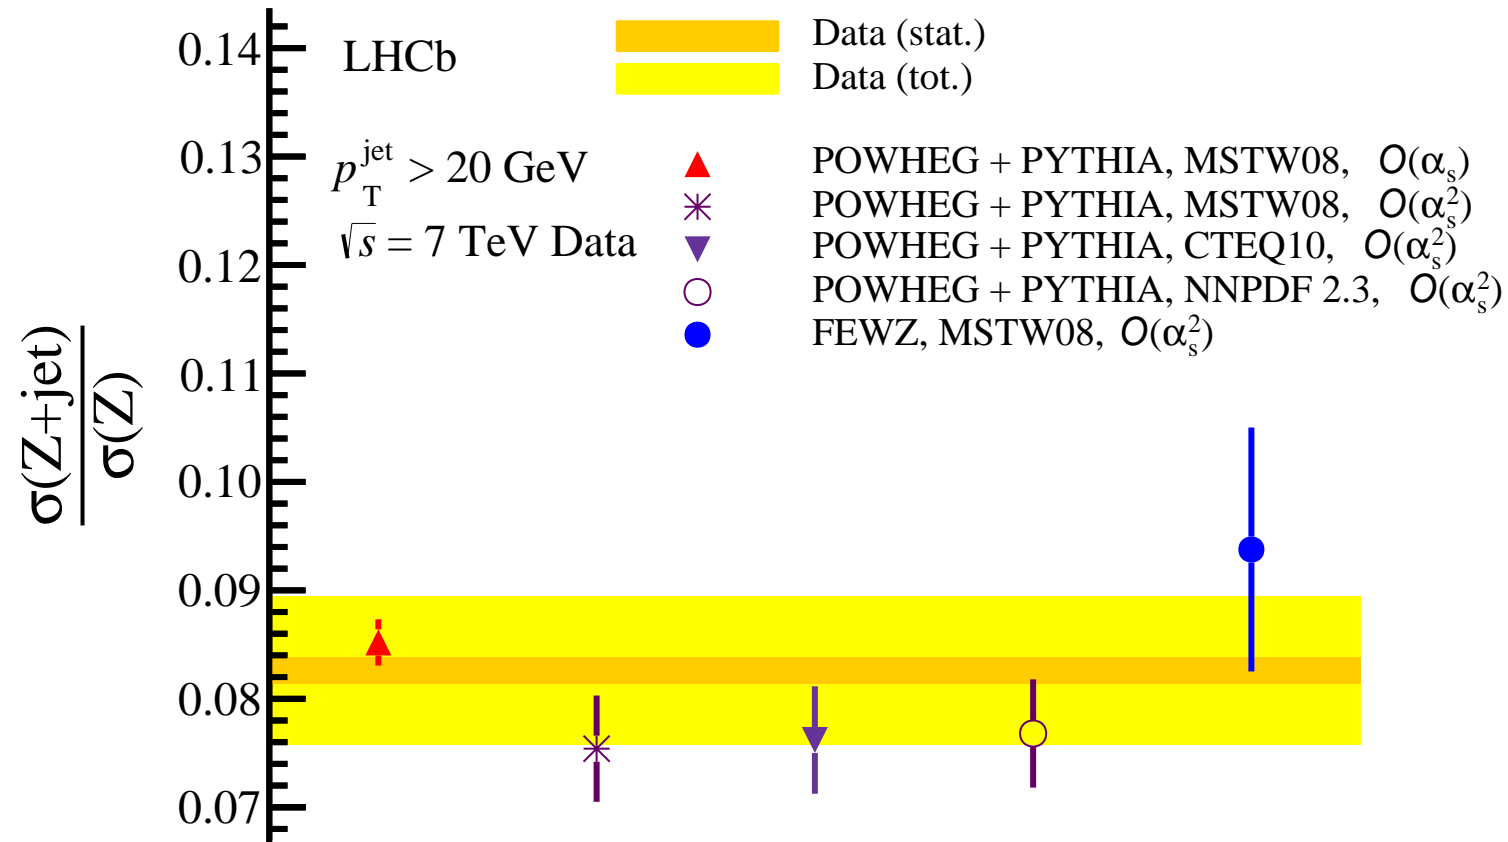 LHCb
Data (stat.)
Data (tot.)
p_T^jet > 20 GeV
√s = 7 TeV Data
POWHEG + PYTHIA, MSTW08, O(α_s)
POWHEG + PYTHIA, MSTW08, O(α_s^2)
POWHEG + PYTHIA, CTEQ10, O(α_s^2)
POWHEG + PYTHIA, NNPDF 2.3, O(α_s^2)
FEWZ, MSTW08, O(α_s^2)
σ(Z+jet)
σ(Z)
0.14
0.13
0.12
0.11
0.10
0.09
0.08
0.07